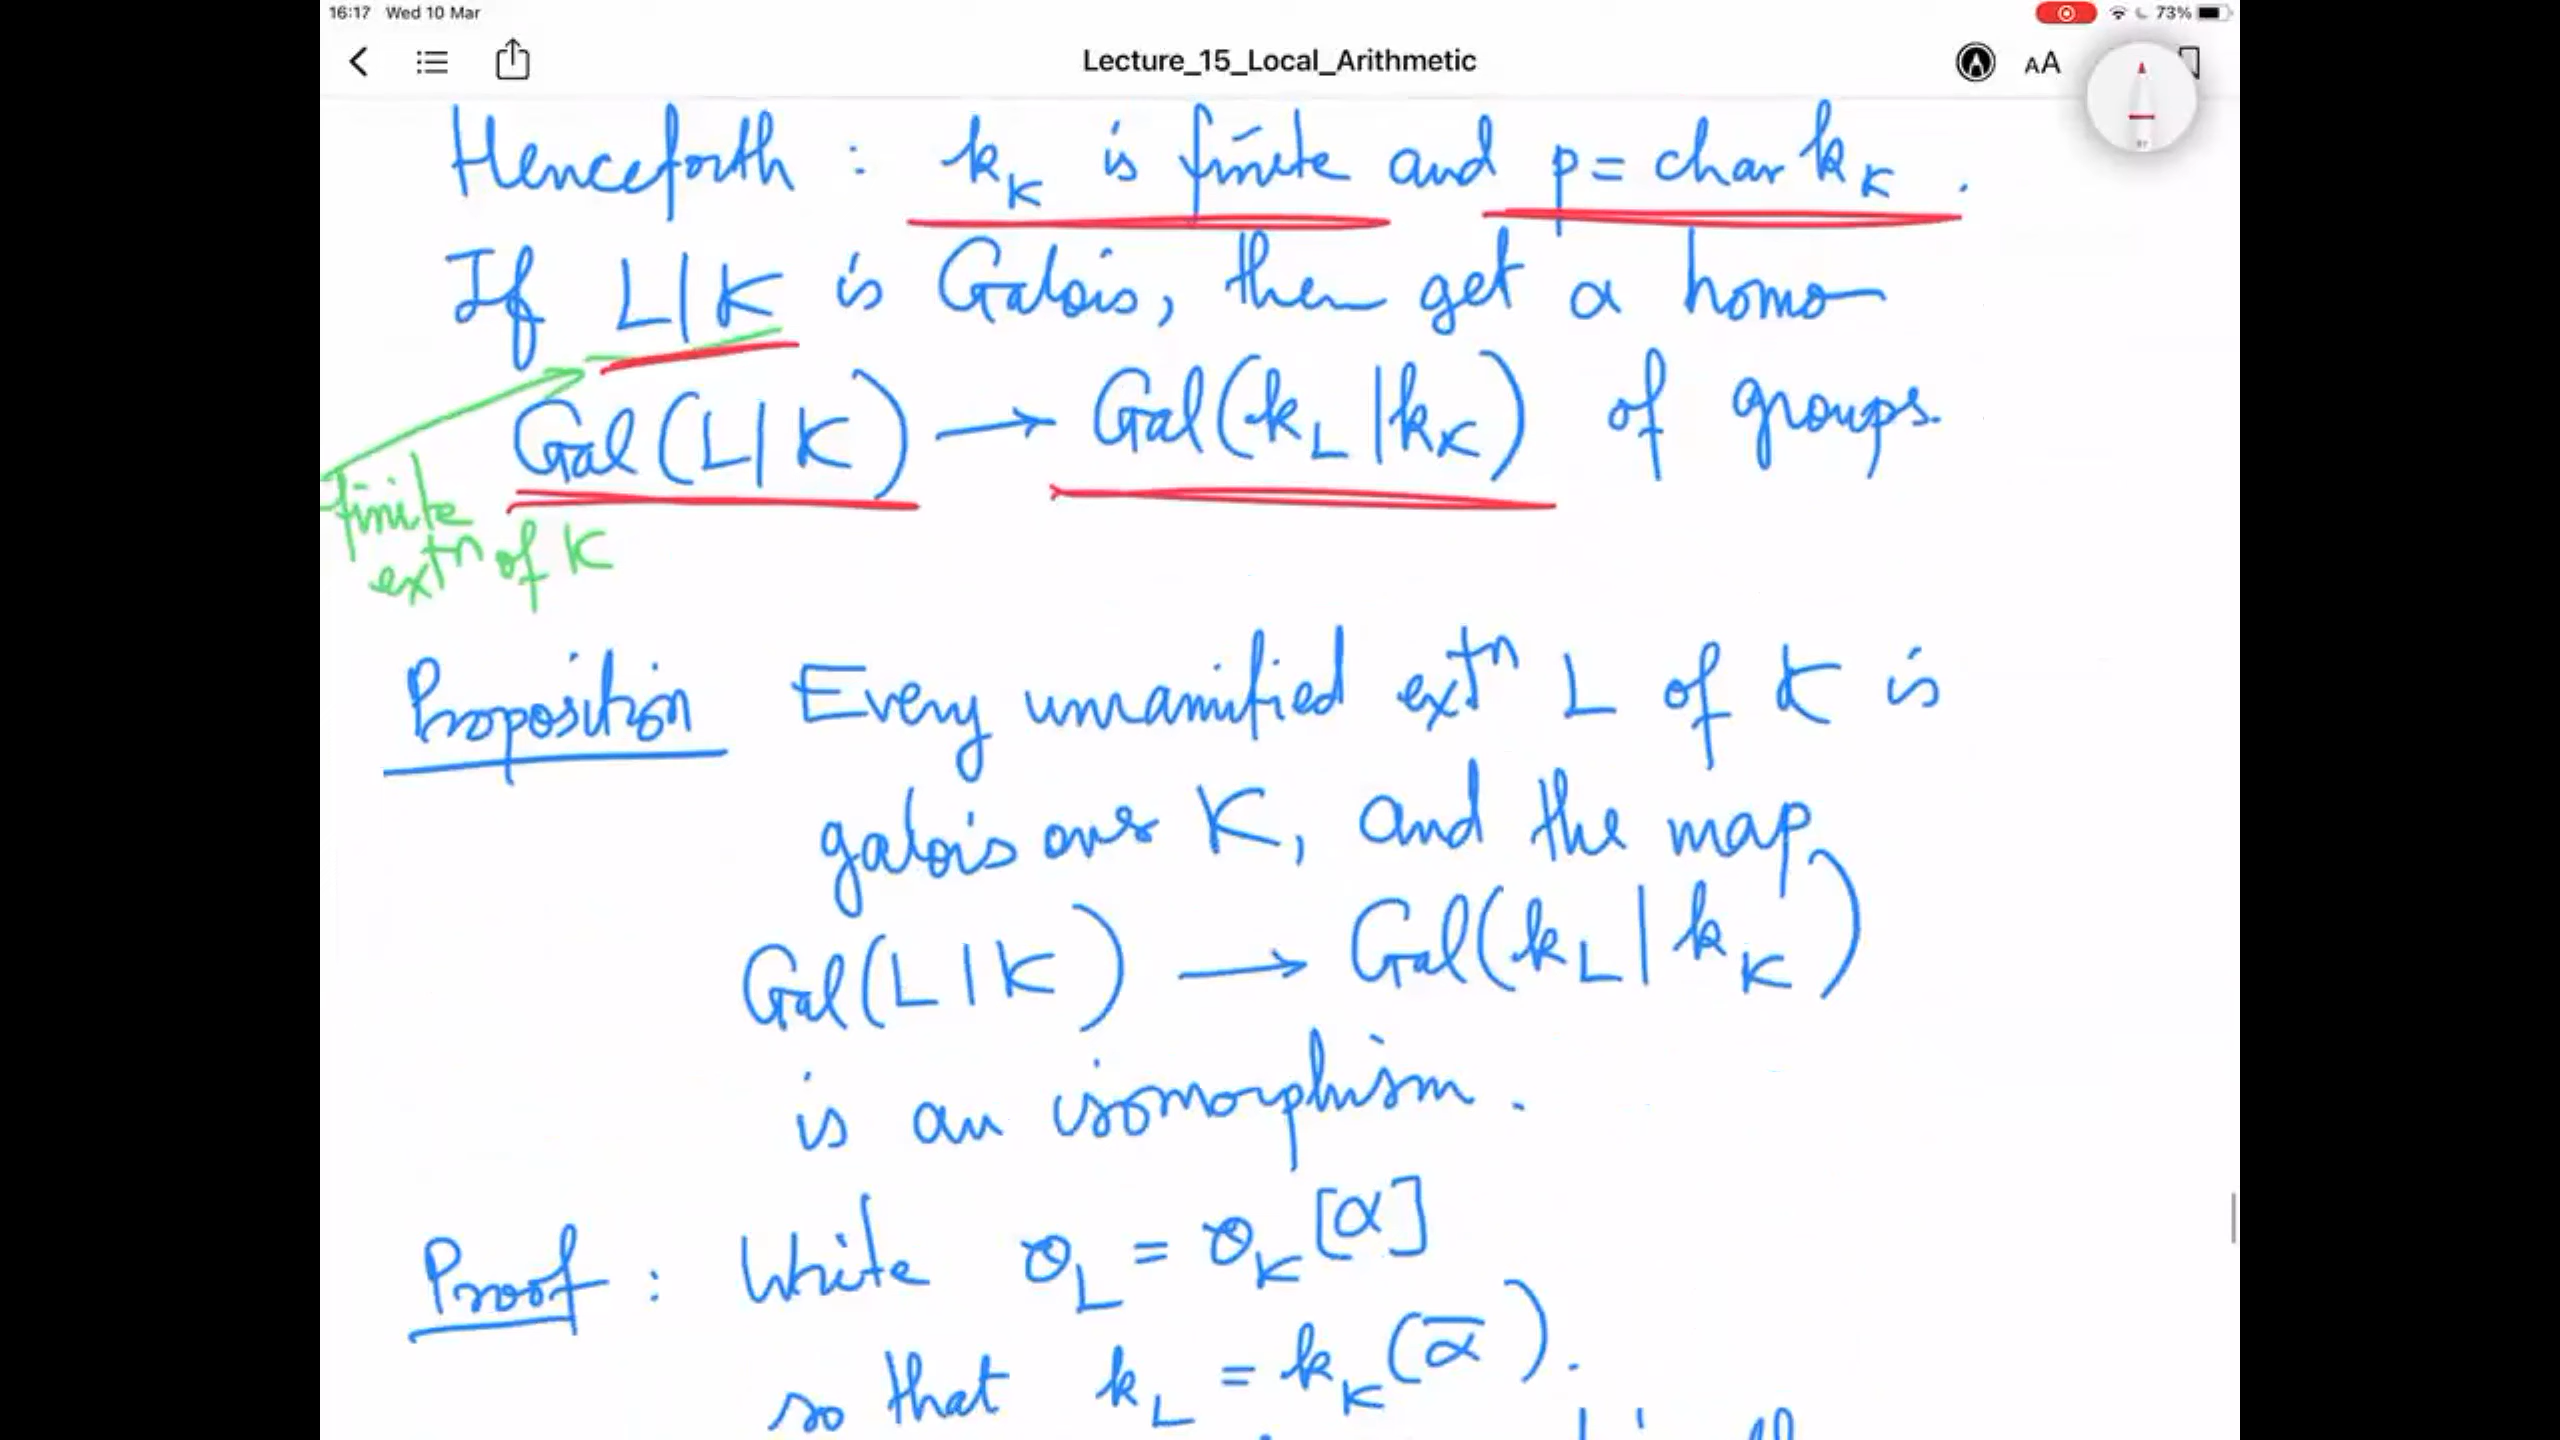 16:17 Wed 10 Mar
73%
Lecture_15_Local_Arithmetic
AA
Henceforth : k_K is finite and p = char k_K .
If L|K is Galois, then get a homo
Gal(L|K) → Gal(k_L|k_K) of groups.
finite
extⁿ of K
Proposition Every unramified extⁿ L of K is
galois over K, and the map
Gal(L|K) → Gal(k_L|k_K)
is an isomorphism.
Proof : Write 𝔬_L = 𝔬_K[α]
so that k_L = k_K(ᾱ).